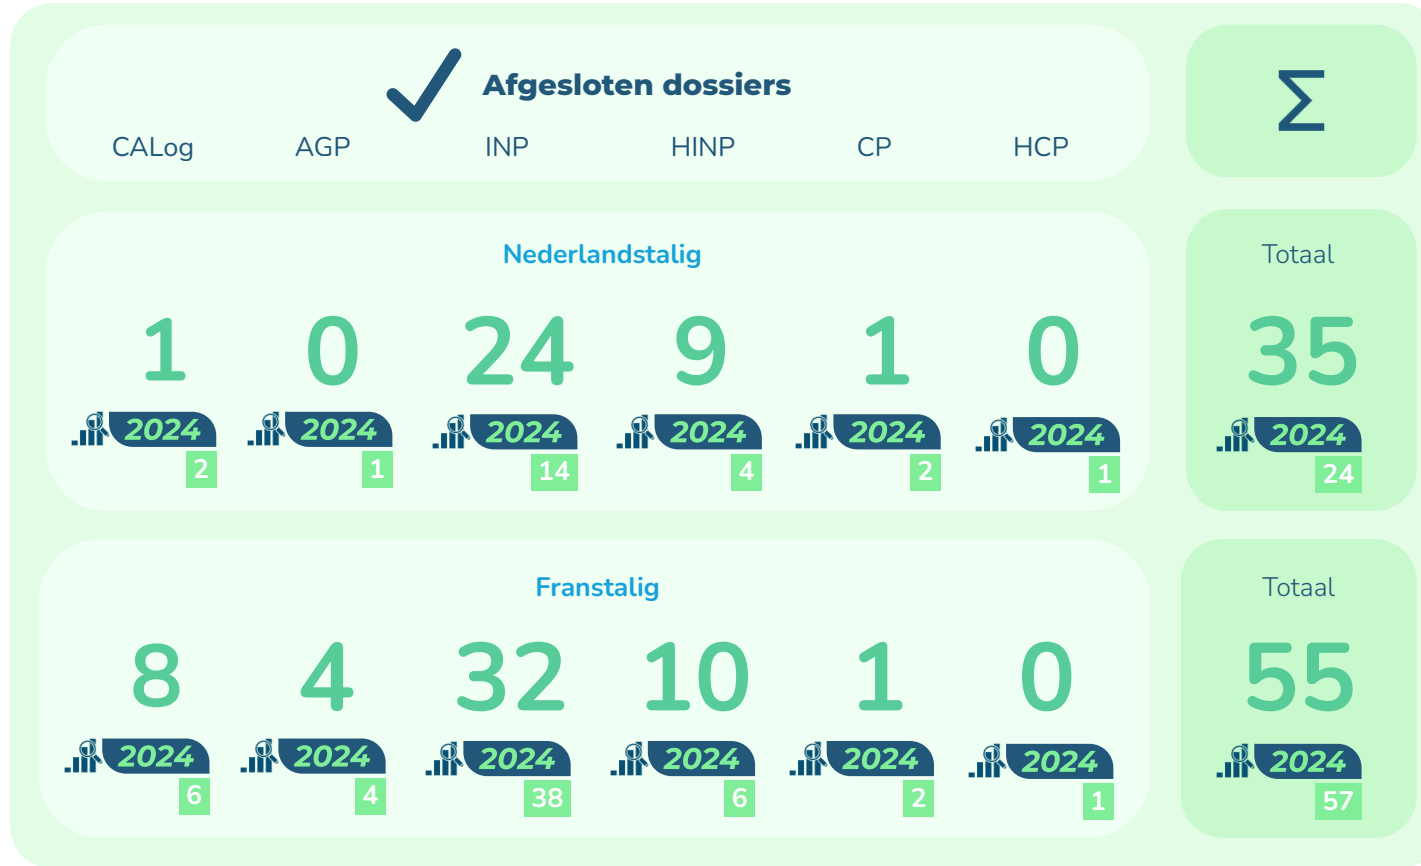 Afgesloten dossiers
Σ
CALog AGP INP HINP CP HCP
Nederlandstalig
Totaal
1 0 24 9 1 0 35
2024 2024 2024 2024 2024 2024 2024
2 1 14 4 2 1 24
Franstalig
Totaal
8 4 32 10 1 0 55
2024 2024 2024 2024 2024 2024 2024
6 4 38 6 2 1 57